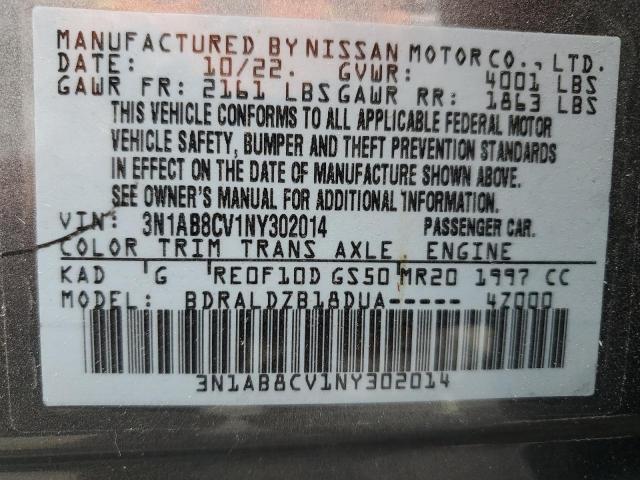 MANUFACTURED BY NISSAN MOTOR CO., LTD.
DATE: 10/22. GVWR: 4001 LBS
GAWR FR: 2161 LBS GAWR RR: 1863 LBS
THIS VEHICLE CONFORMS TO ALL APPLICABLE FEDERAL MOTOR
VEHICLE SAFETY, BUMPER AND THEFT PREVENTION STANDARDS
IN EFFECT ON THE DATE OF MANUFACTURE SHOWN ABOVE.
SEE OWNER'S MANUAL FOR ADDITIONAL INFORMATION.
VIN: 3N1AB8CV1NY302014 PASSENGER CAR.
COLOR TRIM TRANS AXLE ENGINE
KAD G RE0F10D GS50 MR20 1997 CC
MODEL: BDRALDZB18DUA----- 4Z000
3N1AB8CV1NY302014